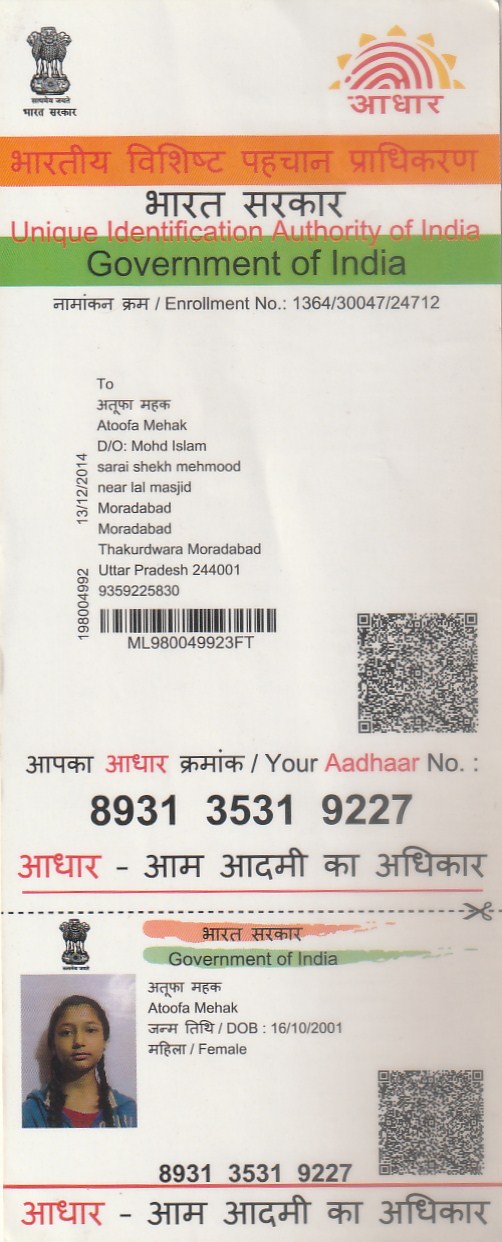 सत्यमेव जयते
भारत सरकार
आधार
भारतीय विशिष्ट पहचान प्राधिकरण
भारत सरकार
Unique Identification Authority of India
Government of India
नामांकन क्रम / Enrollment No.: 1364/30047/24712
To
अतूफा महक
Atoofa Mehak
D/O: Mohd Islam
sarai shekh mehmood
near lal masjid
Moradabad
Moradabad
Thakurdwara Moradabad
Uttar Pradesh 244001
9359225830
13/12/2014
198004992
ML980049923FT
आपका आधार क्रमांक / Your Aadhaar No. :
8931 3531 9227
आधार - आम आदमी का अधिकार
भारत सरकार
Government of India
अतूफा महक
Atoofa Mehak
जन्म तिथि / DOB : 16/10/2001
महिला / Female
8931 3531 9227
आधार - आम आदमी का अधिकार